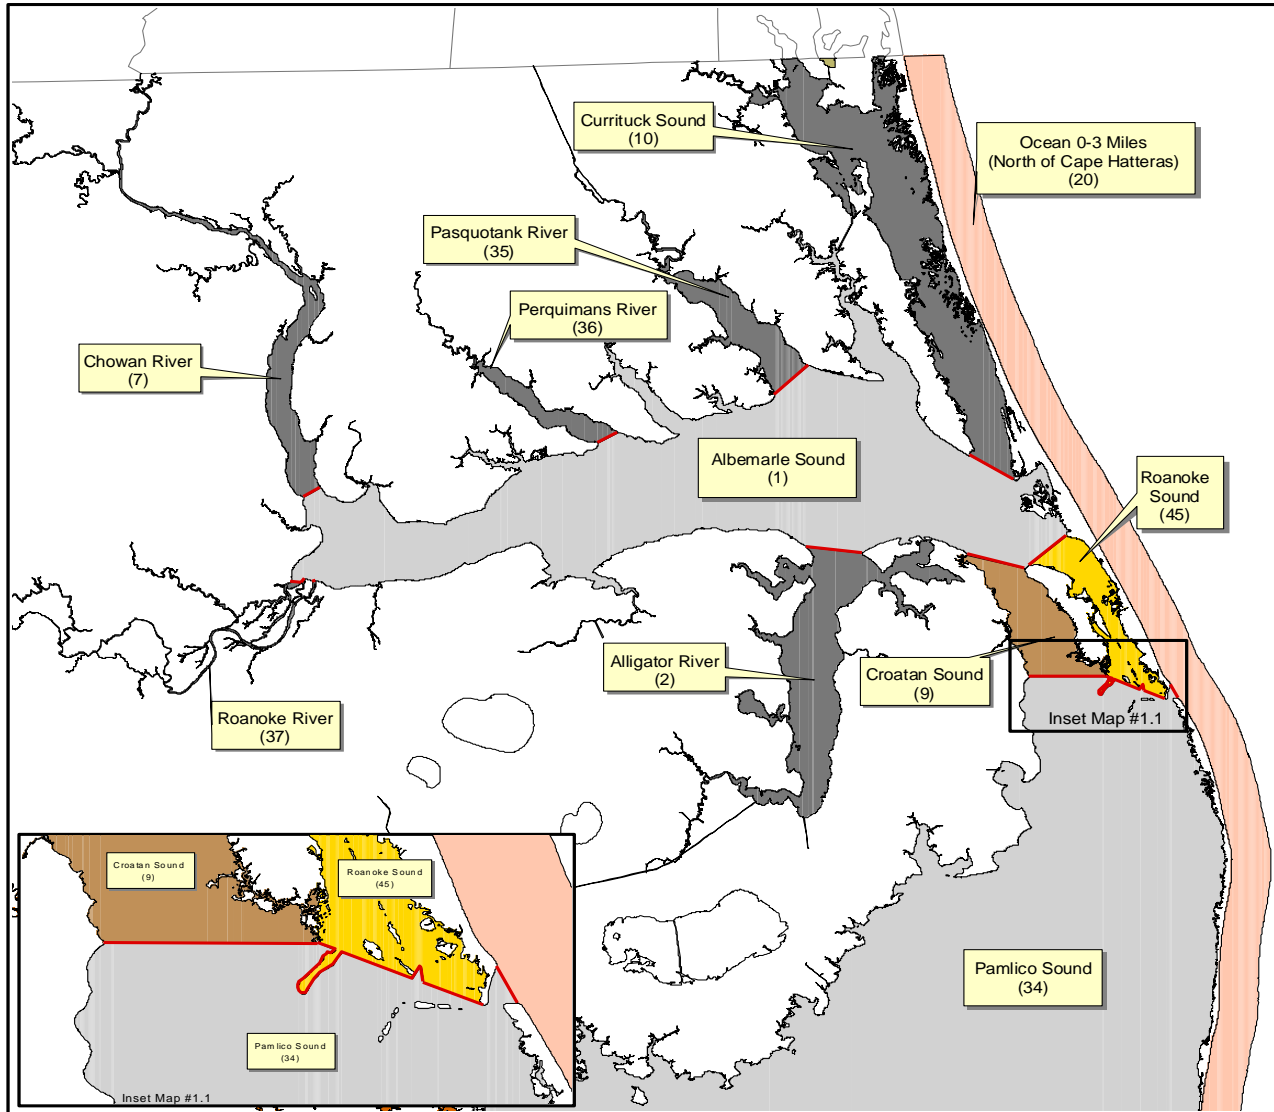 Currituck Sound
(10)
Ocean 0-3 Miles
(North of Cape Hatteras)
(20)
Pasquotank River
(35)
Perquimans River
(36)
Chowan River
(7)
Albemarle Sound
(1)
Roanoke
Sound
(45)
Alligator River
(2)
Croatan Sound
(9)
Roanoke River
(37)
Inset Map #1.1
Croatan Sound
(9)
Roanoke Sound
(45)
Pamlico Sound
(34)
Pamlico Sound
(34)
Inset Map #1.1